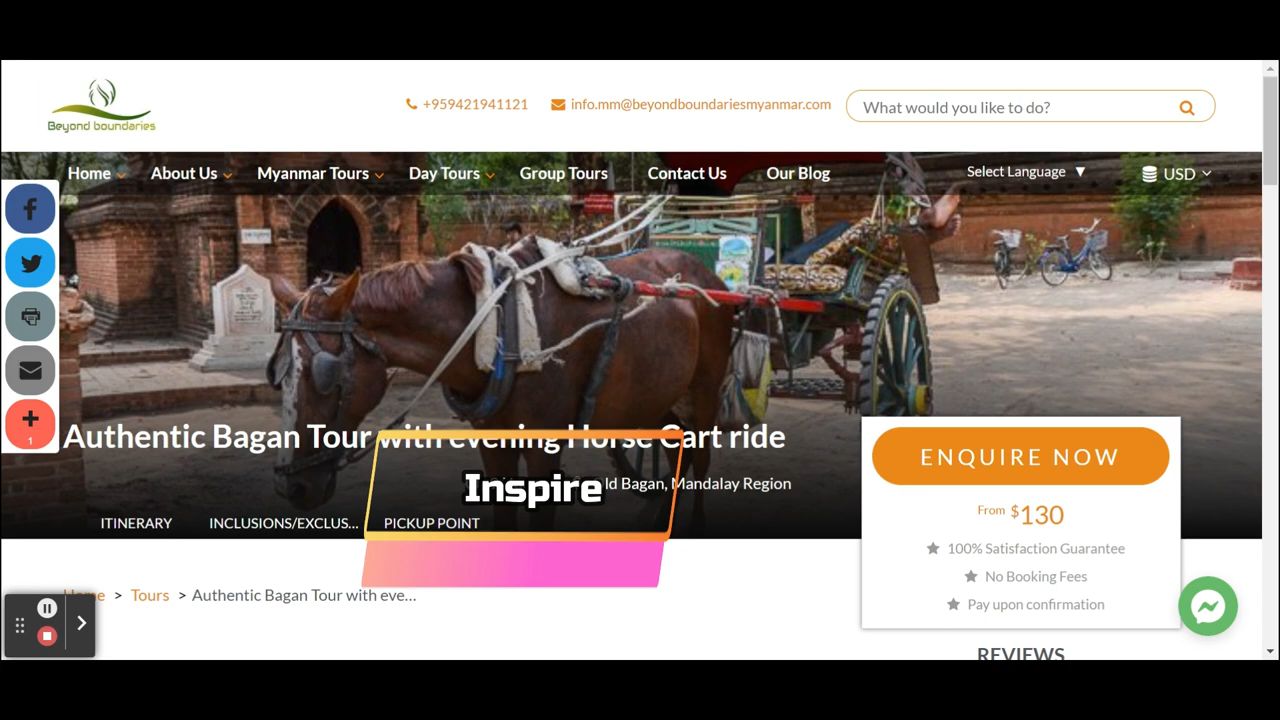 Beyond boundaries
+959421941121
info.mm@beyondboundariesmyanmar.com
What would you like to do?
Home
About Us
Myanmar Tours
Day Tours
Group Tours
Contact Us
Our Blog
Select Language ▼
USD
1
Authentic Bagan Tour with evening Horse Cart ride
Inspire
Bagan, Mandalay Region
ITINERARY
INCLUSIONS/EXCLUS...
PICKUP POINT
ENQUIRE NOW
From $130
100% Satisfaction Guarantee
No Booking Fees
Pay upon confirmation
Home > Tours > Authentic Bagan Tour with eve...
REVIEWS